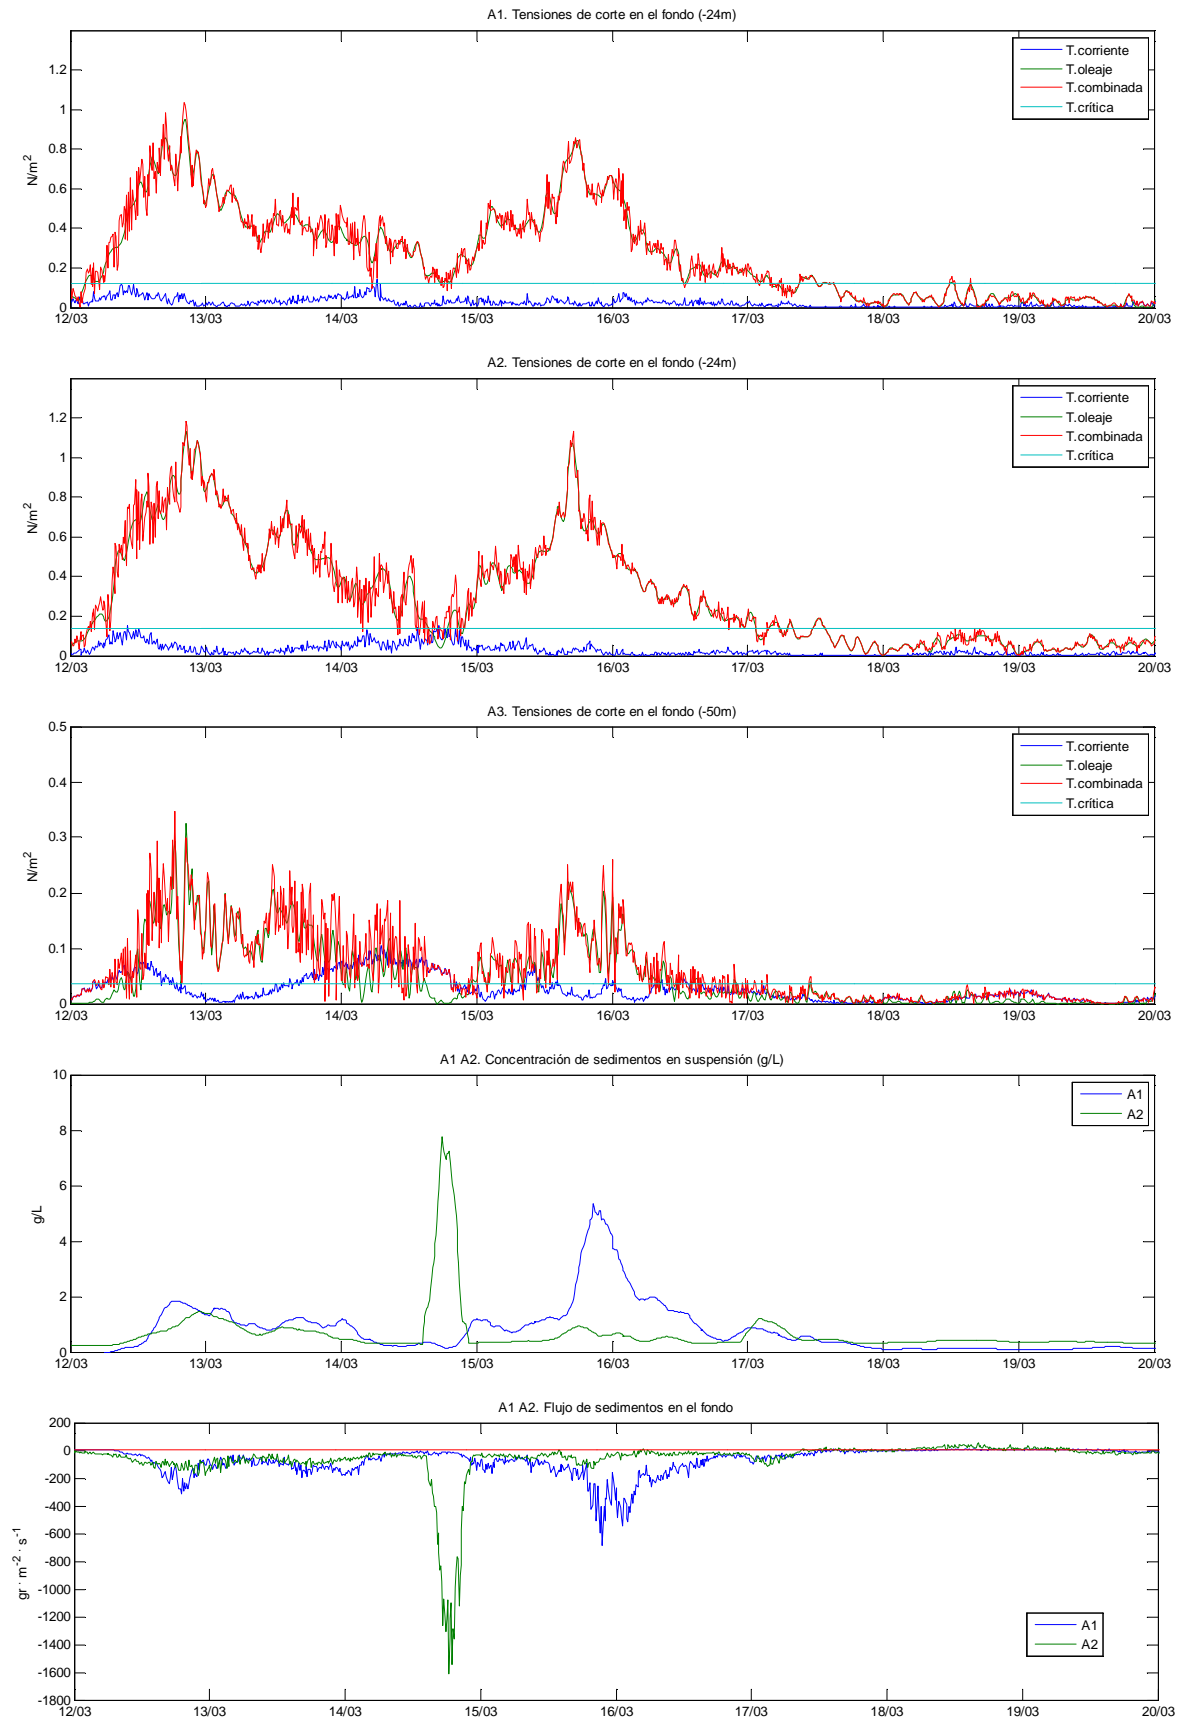 A1. Tensiones de corte en el fondo (-24m)
N/m2
1.2
1
0.8
0.6
0.4
0.2
0
T.corriente
T.oleaje
T.combinada
T.crítica
12/03 13/03 14/03 15/03 16/03 17/03 18/03 19/03 20/03
A2. Tensiones de corte en el fondo (-24m)
N/m2
1.2
1
0.8
0.6
0.4
0.2
0
T.corriente
T.oleaje
T.combinada
T.crítica
12/03 13/03 14/03 15/03 16/03 17/03 18/03 19/03 20/03
A3. Tensiones de corte en el fondo (-50m)
N/m2
0.5
0.4
0.3
0.2
0.1
0
T.corriente
T.oleaje
T.combinada
T.crítica
12/03 13/03 14/03 15/03 16/03 17/03 18/03 19/03 20/03
A1 A2. Concentración de sedimentos en suspensión (g/L)
g/L
10
8
6
4
2
0
A1
A2
12/03 13/03 14/03 15/03 16/03 17/03 18/03 19/03 20/03
A1 A2. Flujo de sedimentos en el fondo
gr · m-2 · s-1
200
0
-200
-400
-600
-800
-1000
-1200
-1400
-1600
-1800
A1
A2
12/03 13/03 14/03 15/03 16/03 17/03 18/03 19/03 20/03